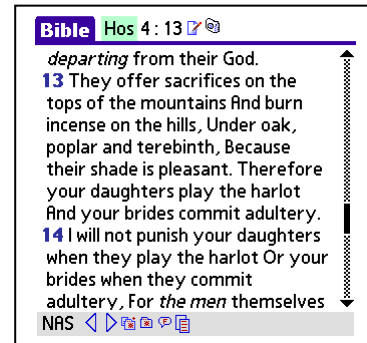 Bible Hos 4:13
departing from their God.
13 They offer sacrifices on the
tops of the mountains And burn
incense on the hills, Under oak,
poplar and terebinth, Because
their shade is pleasant. Therefore
your daughters play the harlot
And your brides commit adultery.
14 I will not punish your daughters
when they play the harlot Or your
brides when they commit
adultery, For the men themselves
NAS